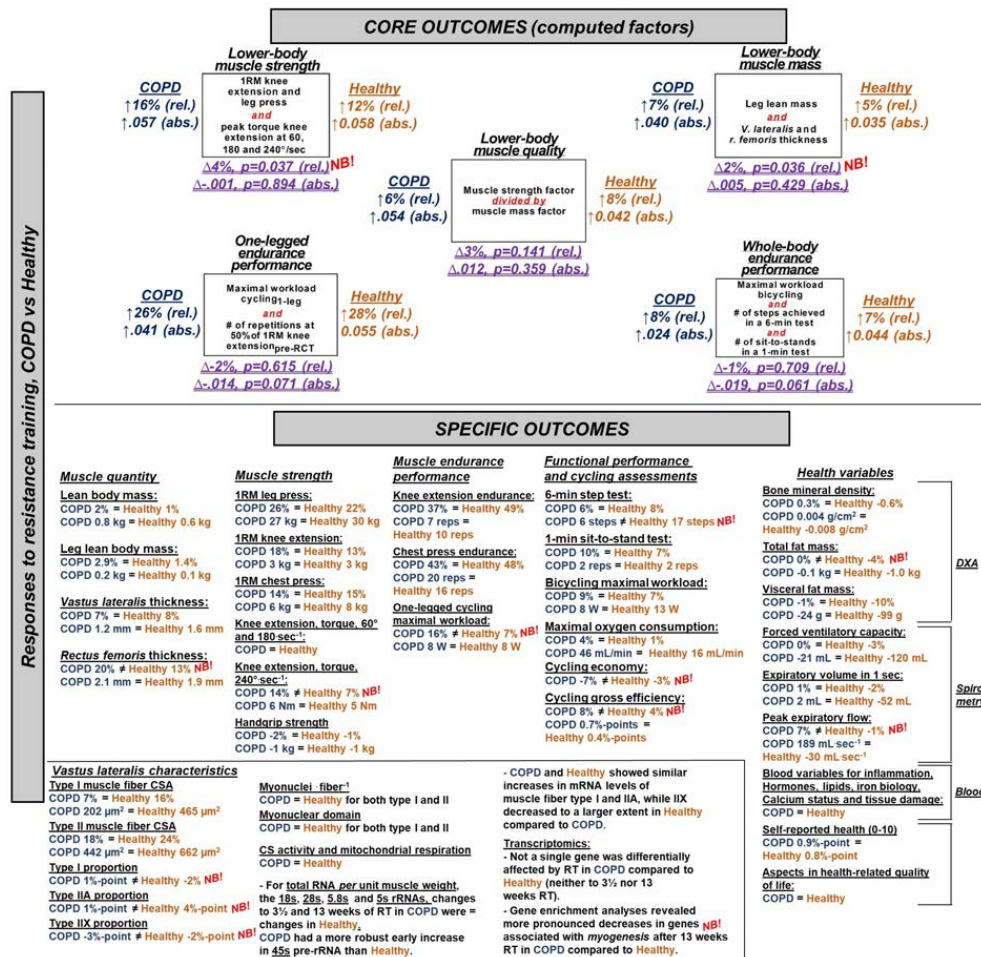 Responses to resistance training, COPD vs Healthy
CORE OUTCOMES (computed factors)
Lower-body
muscle strength
COPD
↑16% (rel.)
↑.057 (abs.)
1RM knee
extension and
leg press
and
peak torque knee
extension at 60,
180 and 240°/sec
Healthy
↑12% (rel.)
↑0.058 (abs.)
Δ4%, p=0.037 (rel.) NB!
Δ-.001, p=0.894 (abs.)
Lower-body
muscle mass
COPD
↑7% (rel.)
↑.040 (abs.)
Leg lean mass
and
V. lateralis and
r. femoris thickness
Healthy
↑5% (rel.)
↑0.035 (abs.)
Δ2%, p=0.036 (rel.) NB!
Δ.005, p=0.429 (abs.)
Lower-body
muscle quality
COPD
↑6% (rel.)
↑.054 (abs.)
Muscle strength factor
divided by
muscle mass factor
Healthy
↑8% (rel.)
↑0.042 (abs.)
Δ3%, p=0.141 (rel.)
Δ.012, p=0.359 (abs.)
One-legged
endurance
performance
COPD
↑26% (rel.)
↑.041 (abs.)
Maximal workload
cycling1-leg
and
# of repetitions at
50%of 1RM knee
extensionpre-RCT
Healthy
↑28% (rel.)
0.055 (abs.)
Δ-2%, p=0.615 (rel.)
Δ-.014, p=0.071 (abs.)
Whole-body
endurance
performance
COPD
↑8% (rel.)
↑.024 (abs.)
Maximal workload
bicycling
and
# of steps achieved
in a 6-min test
and
# of sit-to-stands
in a 1-min test
Healthy
↑7% (rel.)
↑0.044 (abs.)
Δ-1%, p=0.709 (rel.)
Δ-.019, p=0.061 (abs.)
SPECIFIC OUTCOMES
Muscle quantity
Lean body mass:
COPD 2% = Healthy 1%
COPD 0.8 kg = Healthy 0.6 kg
Leg lean body mass:
COPD 2.9% = Healthy 1.4%
COPD 0.2 kg = Healthy 0.1 kg
Vastus lateralis thickness:
COPD 7% = Healthy 8%
COPD 1.2 mm = Healthy 1.6 mm
Rectus femoris thickness:
COPD 20% ≠ Healthy 13% NB!
COPD 2.1 mm = Healthy 1.9 mm
Muscle strength
1RM leg press:
COPD 26% = Healthy 22%
COPD 27 kg = Healthy 30 kg
1RM knee extension:
COPD 18% = Healthy 13%
COPD 3 kg = Healthy 3 kg
1RM chest press:
COPD 14% = Healthy 15%
COPD 6 kg = Healthy 8 kg
Knee extension, torque, 60°
and 180·sec⁻¹:
COPD = Healthy
Knee extension, torque,
240°·sec⁻¹:
COPD 14% ≠ Healthy 7% NB!
COPD 6 Nm = Healthy 5 Nm
Handgrip strength
COPD -2% = Healthy -1%
COPD -1 kg = Healthy -1 kg
Muscle endurance
performance
Knee extension endurance:
COPD 37% = Healthy 49%
COPD 7 reps =
Healthy 10 reps
Chest press endurance:
COPD 43% = Healthy 48%
COPD 20 reps =
Healthy 16 reps
One-legged cycling
maximal workload:
COPD 16% ≠ Healthy 7% NB!
COPD 8 W = Healthy 8 W
Functional performance
and cycling assessments
6-min step test:
COPD 6% = Healthy 8%
COPD 6 steps ≠ Healthy 17 steps NB!
1-min sit-to-stand test:
COPD 10% = Healthy 7%
COPD 2 reps = Healthy 2 reps
Bicycling maximal workload:
COPD 9% = Healthy 7%
COPD 8 W = Healthy 13 W
Maximal oxygen consumption:
COPD 4% = Healthy 1%
COPD 46 mL/min = Healthy 16 mL/min
Cycling economy:
COPD -7% ≠ Healthy -3% NB!
Cycling gross efficiency:
COPD 8% ≠ Healthy 4% NB!
COPD 0.7%-points =
Healthy 0.4%-points
Health variables
Bone mineral density:
COPD 0.3% = Healthy -0.6%
COPD 0.004 g/cm² =
Healthy -0.008 g/cm²
Total fat mass:
COPD 0% ≠ Healthy -4% NB!
COPD -0.1 kg = Healthy -1.0 kg
Visceral fat mass:
COPD -1% = Healthy -10%
COPD -24 g = Healthy -99 g
DXA
Forced ventilatory capacity:
COPD 0% = Healthy -3%
COPD -21 mL = Healthy -120 mL
Expiratory volume in 1 sec:
COPD 1% = Healthy -2%
COPD 2 mL = Healthy -52 mL
Peak expiratory flow:
COPD 7% ≠ Healthy -1% NB!
COPD 189 mL·sec⁻¹ =
Healthy -30 mL·sec⁻¹
Spiro
metry
Blood variables for inflammation,
Hormones, lipids, iron biology,
Calcium status and tissue damage:
COPD = Healthy
Blood
Self-reported health (0-10)
COPD 0.9%-point =
Healthy 0.8%-point
Aspects in health-related quality
of life:
COPD = Healthy
Vastus lateralis characteristics
Type I muscle fiber CSA
COPD 7% = Healthy 16%
COPD 202 µm² = Healthy 465 µm²
Type II muscle fiber CSA
COPD 18% = Healthy 24%
COPD 442 µm² = Healthy 662 µm²
Type I proportion
COPD 1%-point ≠ Healthy -2% NB!
Type IIA proportion
COPD 1%-point ≠ Healthy 4%-point NB!
Type IIX proportion
COPD -3%-point ≠ Healthy -2%-point NB!
Myonuclei · fiber⁻¹
COPD = Healthy for both type I and II
Myonuclear domain
COPD = Healthy for both type I and II
CS activity and mitochondrial respiration
COPD = Healthy
- For total RNA per unit muscle weight,
the 18s, 28s, 5.8s and 5s rRNAs, changes
to 3½ and 13 weeks of RT in COPD were =
changes in Healthy.
COPD had a more robust early increase
in 45s pre-rRNA than Healthy.
- COPD and Healthy showed similar
increases in mRNA levels of
muscle fiber type I and IIA, while IIX
decreased to a larger extent in Healthy
compared to COPD.
Transcriptomics:
- Not a single gene was differentially
affected by RT in COPD compared to
Healthy (neither to 3½ nor 13
weeks RT).
- Gene enrichment analyses revealed
more pronounced decreases in genes NB!
associated with myogenesis after 13 weeks
RT in COPD compared to Healthy.